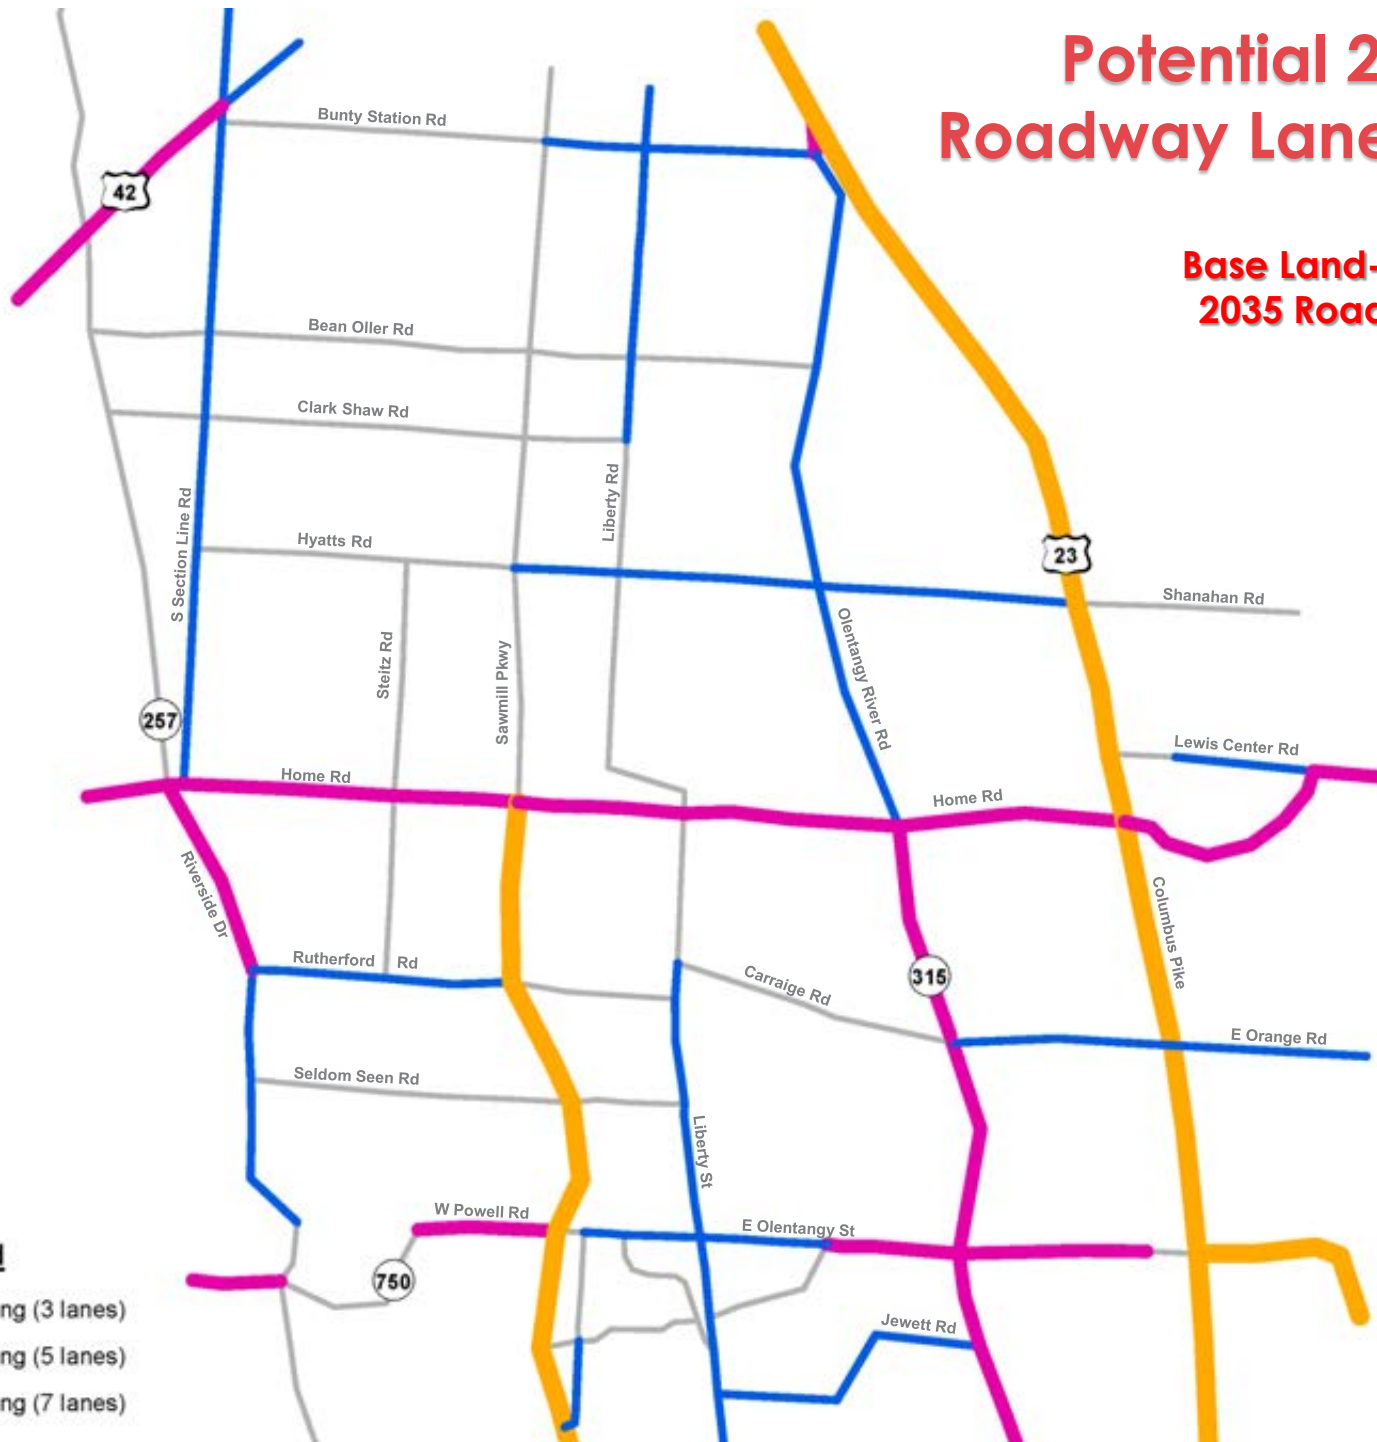 Potential 2
Roadway Lane
Base Land-
2035 Road
Bunty Station Rd
42
Bean Oller Rd
Clark Shaw Rd
Liberty Rd
S Section Line Rd
Hyatts Rd
23
Shanahan Rd
Steitz Rd
Sawmill Pkwy
Olentangy River Rd
257
Lewis Center Rd
Home Rd
Home Rd
Riverside Dr
Columbus Pike
Rutherford Rd
Carraige Rd
315
E Orange Rd
Seldom Seen Rd
Liberty St
W Powell Rd
E Olentangy St
750
ng (3 lanes)
Jewett Rd
ng (5 lanes)
ng (7 lanes)